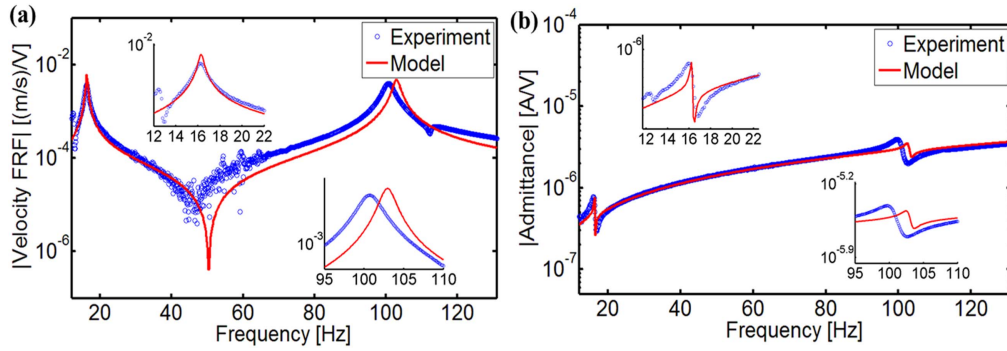 (a)
|Velocity FRF| [(m/s)/V]
10^-2
10^-4
10^-6
20 40 60 80 100 120
Frequency [Hz]
Experiment
Model
10^-2
12 14 16 18 20 22
10^-3
95 100 105 110
(b)
|Admittance| [A/V]
10^-4
10^-5
10^-6
10^-7
20 40 60 80 100 120
Frequency [Hz]
Experiment
Model
10^-6
12 14 16 18 20 22
10^-5.2
10^-5.9
95 100 105 110